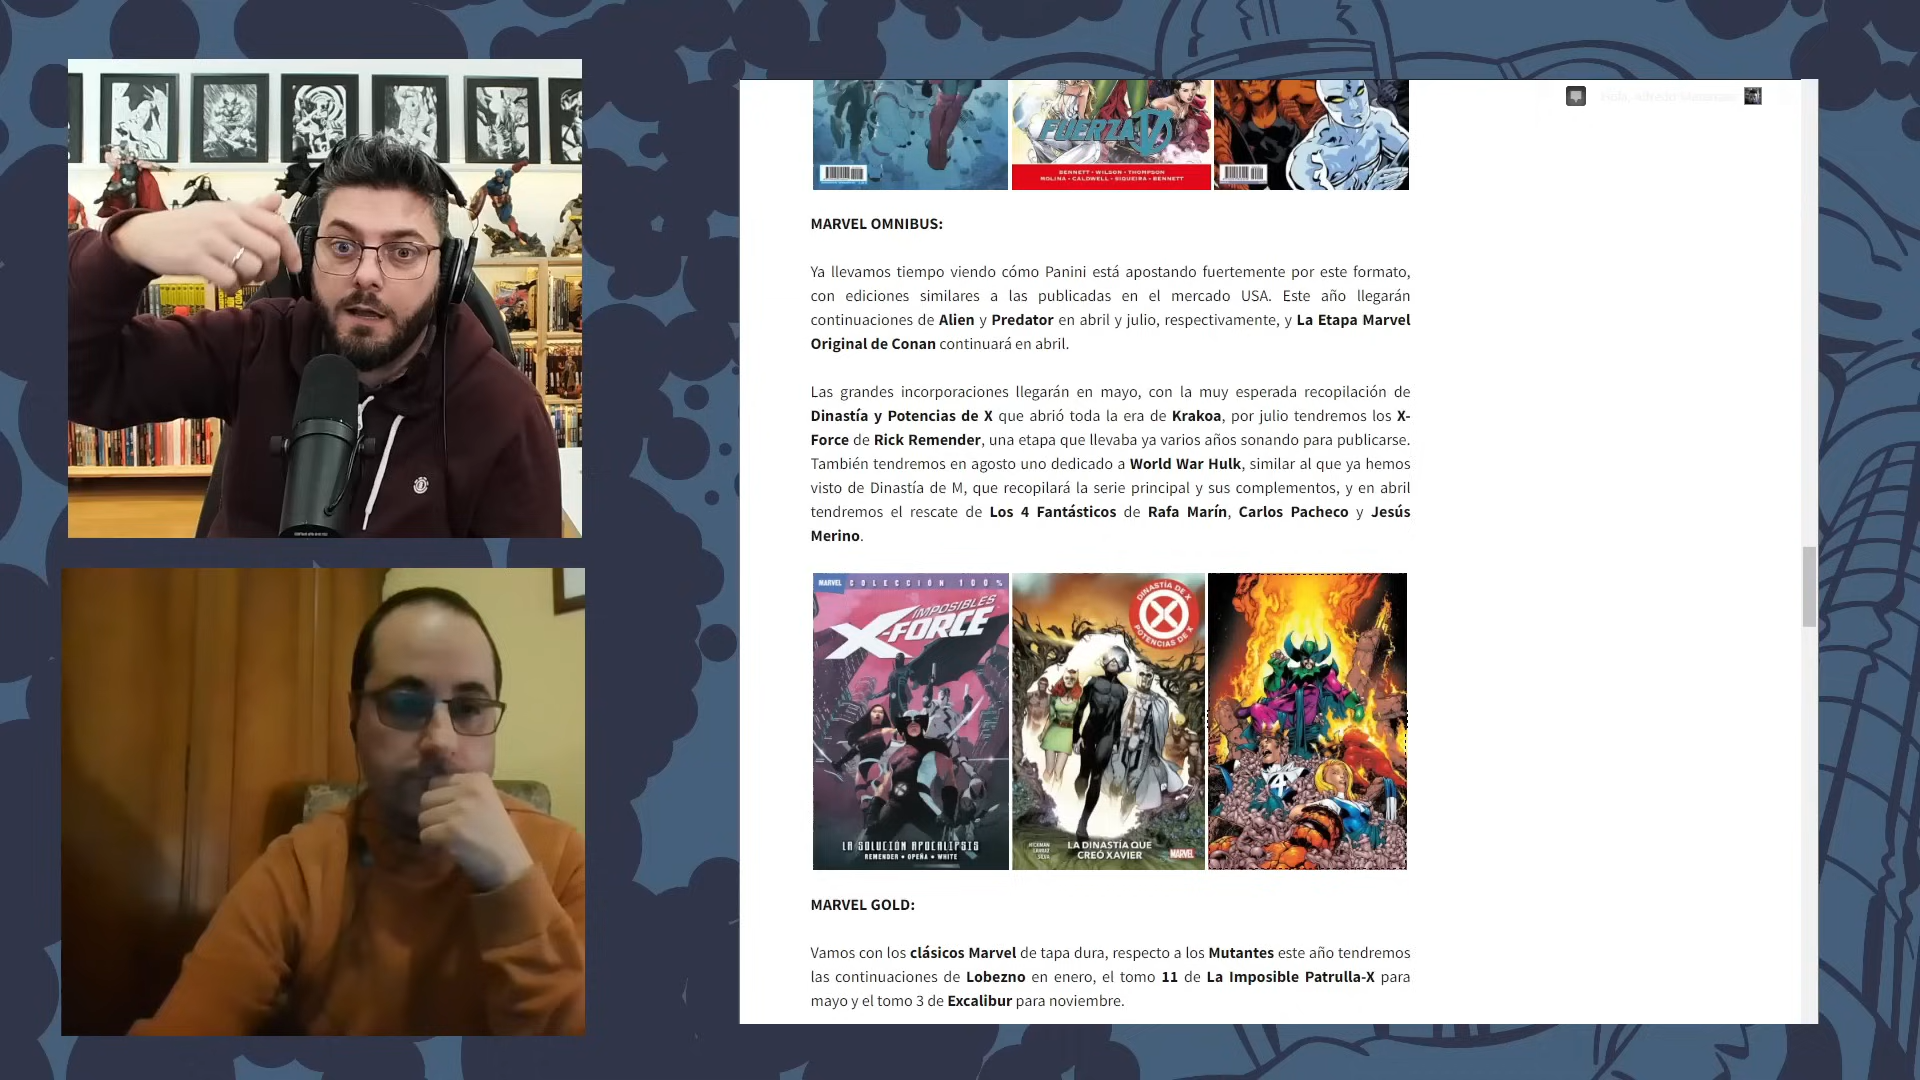 FUERZA V
BENNETT • WILSON • THOMPSON
MOLINA • CALDWELL • SIQUEIRA • BENNETT
MARVEL OMNIBUS:
Ya llevamos tiempo viendo cómo Panini está apostando fuertemente por este formato,
con ediciones similares a las publicadas en el mercado USA. Este año llegarán
continuaciones de Alien y Predator en abril y julio, respectivamente, y La Etapa Marvel
Original de Conan continuará en abril.
Las grandes incorporaciones llegarán en mayo, con la muy esperada recopilación de
Dinastía y Potencias de X que abrió toda la era de Krakoa, por julio tendremos los X-
Force de Rick Remender, una etapa que llevaba ya varios años sonando para publicarse.
También tendremos en agosto uno dedicado a World War Hulk, similar al que ya hemos
visto de Dinastía de M, que recopilará la serie principal y sus complementos, y en abril
tendremos el rescate de Los 4 Fantásticos de Rafa Marín, Carlos Pacheco y Jesús
Merino.
MARVEL COLECCIÓN 100%
IMPOSIBLES
X-FORCE
LA SOLUCIÓN APOCALIPSIS
REMENDER • OPEÑA • WHITE
DINASTÍA DE X
POTENCIAS DE X
HICKMAN
LARRAZ
SILVA
LA DINASTÍA QUE
CREÓ XAVIER
MARVEL
4
MARVEL GOLD:
Vamos con los clásicos Marvel de tapa dura, respecto a los Mutantes este año tendremos
las continuaciones de Lobezno en enero, el tomo 11 de La Imposible Patrulla-X para
mayo y el tomo 3 de Excalibur para noviembre.